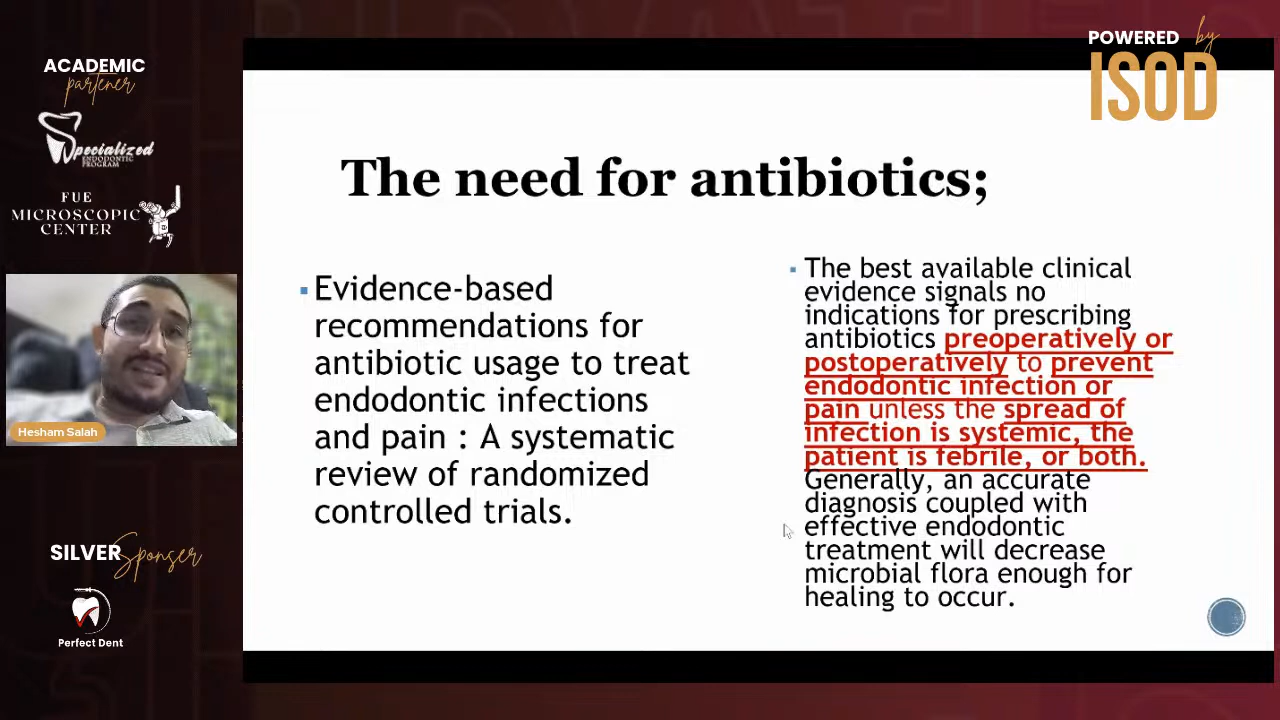 ACADEMIC
partener
Specialized
ENDODONTIC
PROGRAM
FUE
MICROSCOPIC
CENTER
Hesham Salah
SILVER Sponser
Perfect Dent
POWERED by
ISOD
The need for antibiotics;
Evidence-based
recommendations for
antibiotic usage to treat
endodontic infections
and pain : A systematic
review of randomized
controlled trials.
The best available clinical
evidence signals no
indications for prescribing
antibiotics preoperatively or
postoperatively to prevent
endodontic infection or
pain unless the spread of
infection is systemic, the
patient is febrile, or both.
Generally, an accurate
diagnosis coupled with
effective endodontic
treatment will decrease
microbial flora enough for
healing to occur.